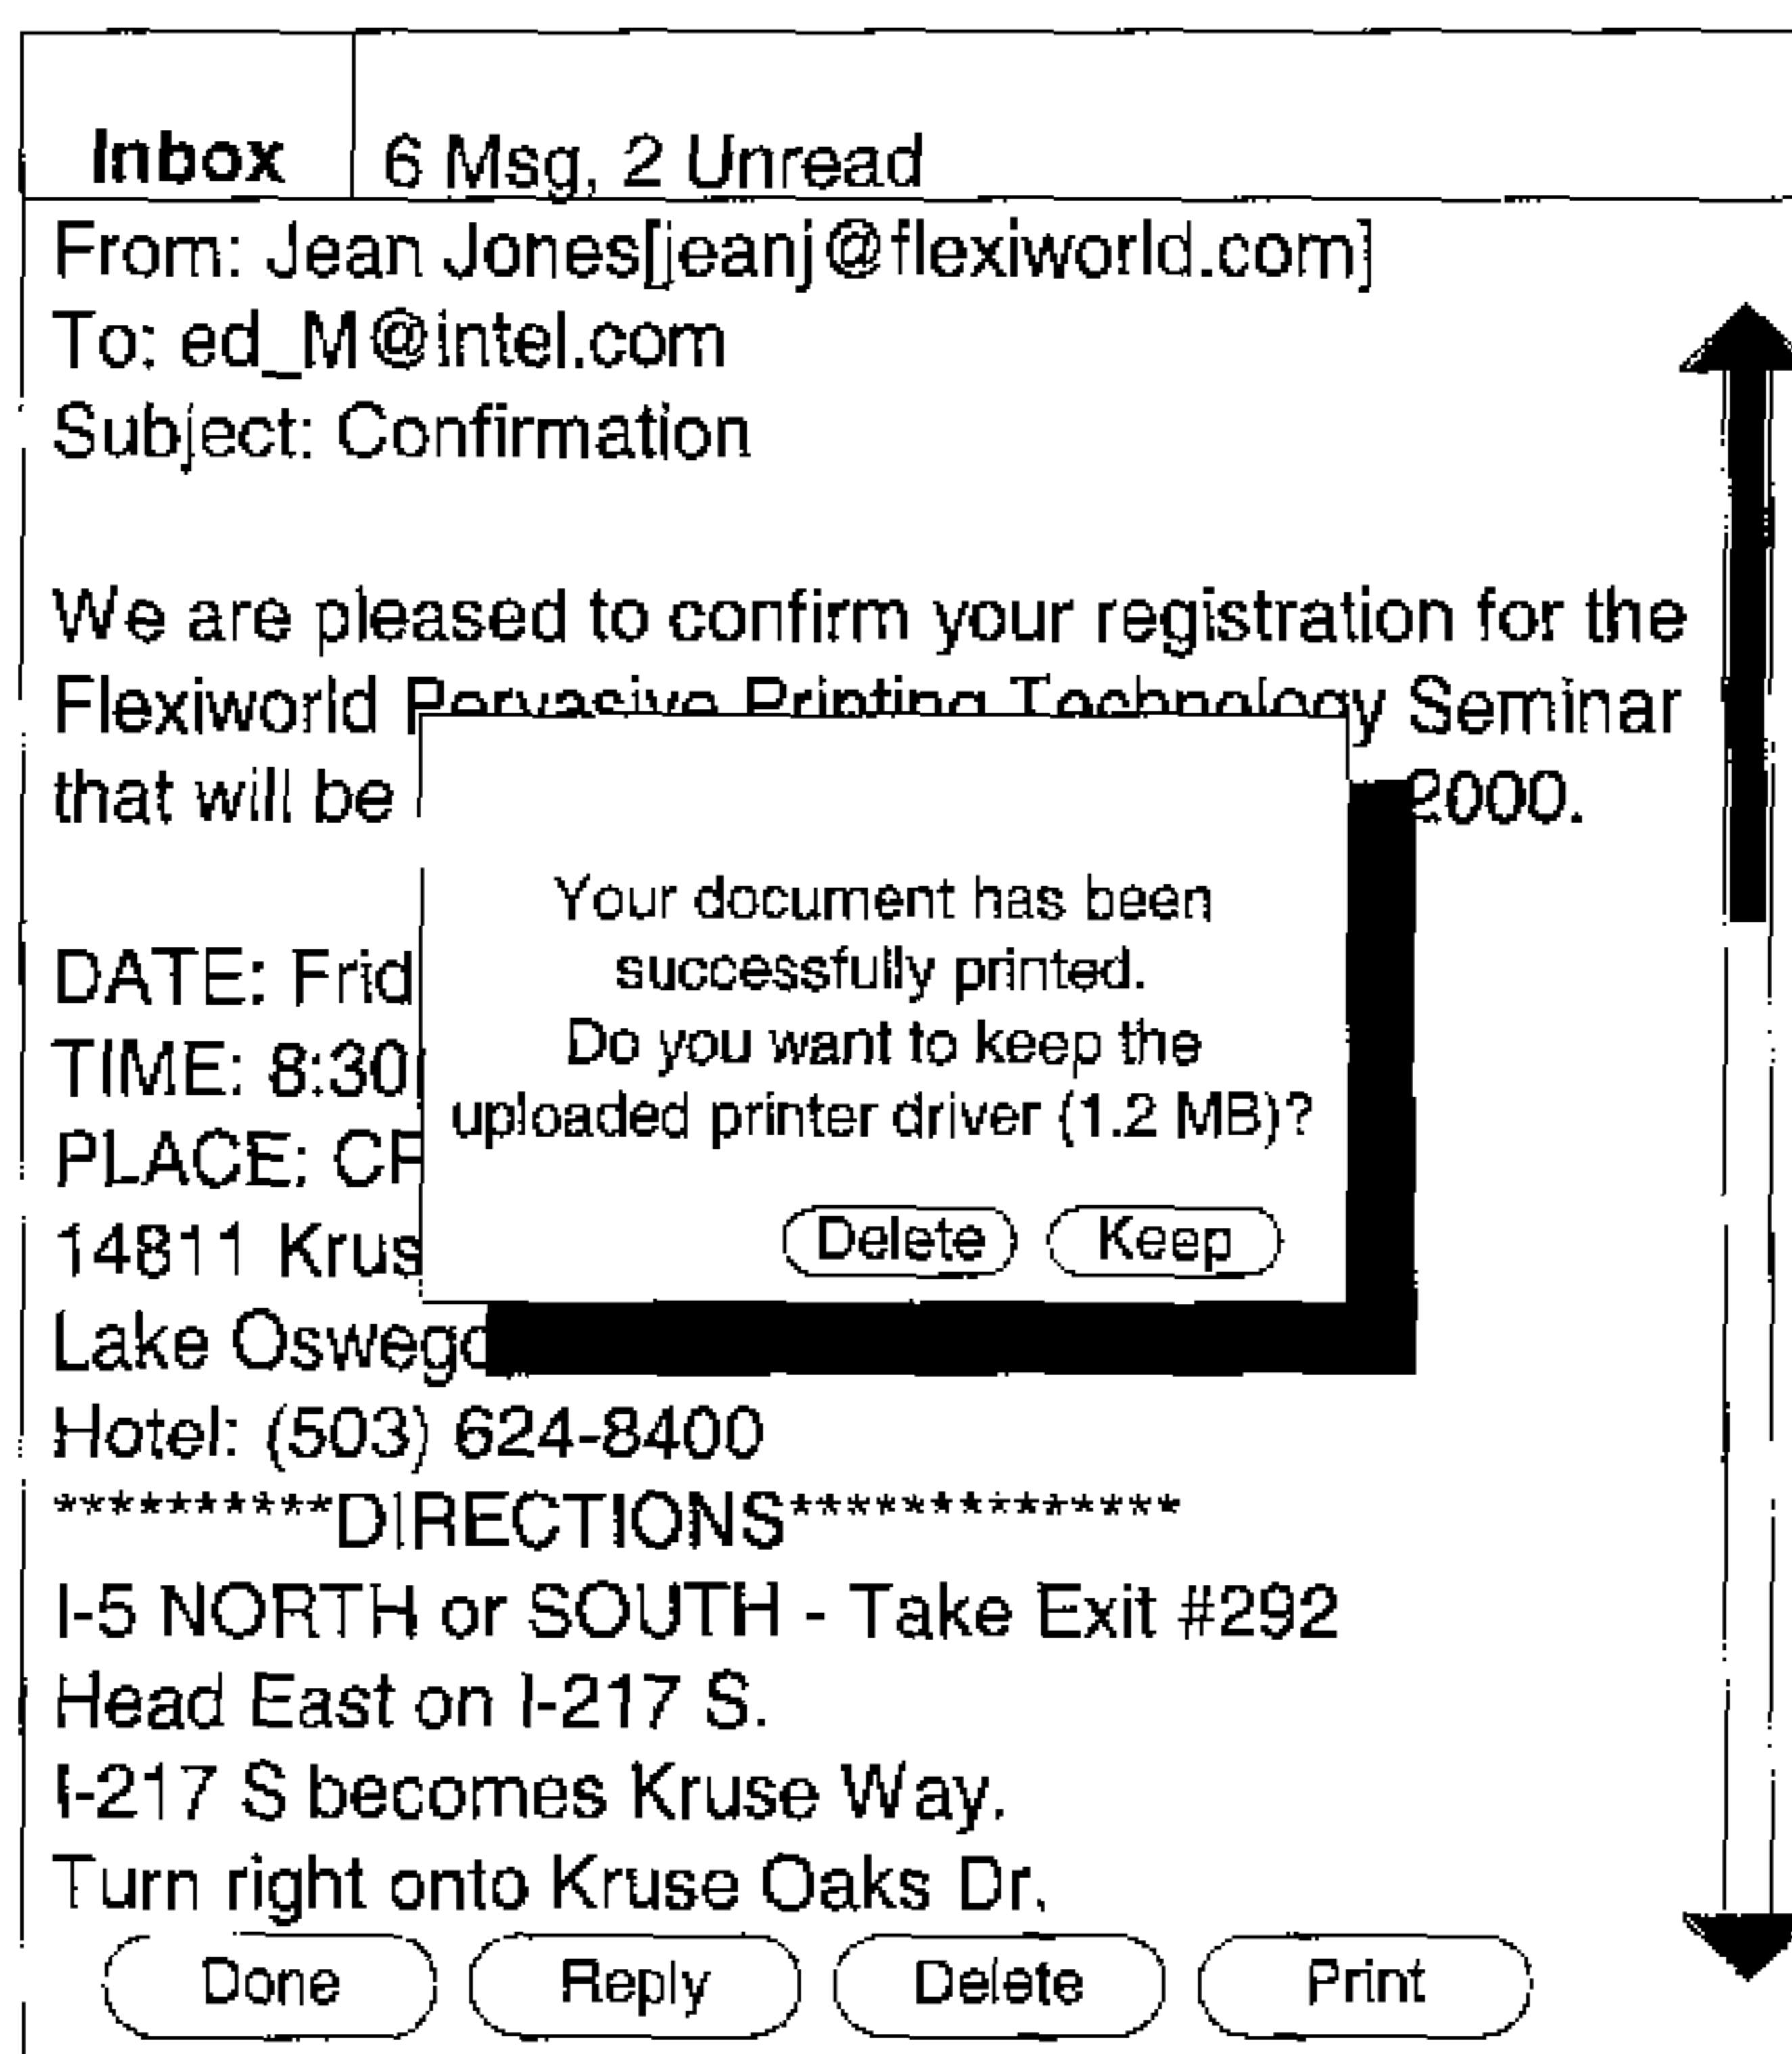 Inbox 6 Msg, 2 Unread
From: Jean Jones[jeanj@flexiworld.com]
To: ed_M@intel.com
Subject: Confirmation
We are pleased to confirm your registration for the
Flexiworld Pervasive Printing Technology Seminar
that will be 2000.
Your document has been
successfully printed.
Do you want to keep the
uploaded printer driver (1.2 MB)?
Delete Keep
DATE: Frid
TIME: 8:30
PLACE:
14811 Krus
Lake Oswego
Hotel: (503) 624-8400
**********DIRECTIONS**************
I-5 NORTH or SOUTH - Take Exit #292
Head East on I-217 S.
I-217 S becomes Kruse Way.
Turn right onto Kruse Oaks Dr.
Done Reply Delete Print